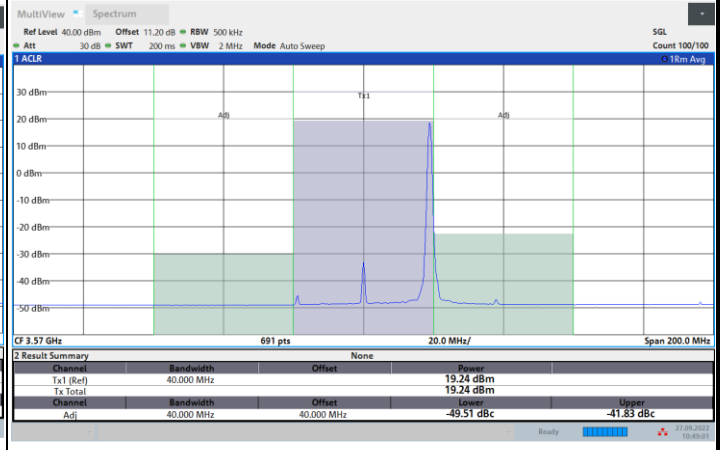 MultiView Spectrum
Ref Level 40.00 dBm Offset 11.20 dB RBW 500 kHz SGL
Att 30 dB SWT 200 ms VBW 2 MHz Mode Auto Sweep Count 100/100
1 ACLR 1Rm Avg
30 dBm
Tx1
20 dBm
Adj Adj
10 dBm
0 dBm
-10 dBm
-20 dBm
-30 dBm
-40 dBm
-50 dBm
CF 3.57 GHz 691 pts 20.0 MHz/ Span 200.0 MHz
2 Result Summary None
Channel Bandwidth Offset Power
Tx1 (Ref) 40.000 MHz 19.24 dBm
Tx Total 19.24 dBm
Channel Bandwidth Offset Lower Upper
Adj 40.000 MHz 40.000 MHz -49.51 dBc -41.83 dBc
Ready 27.09.2022
10:49:01